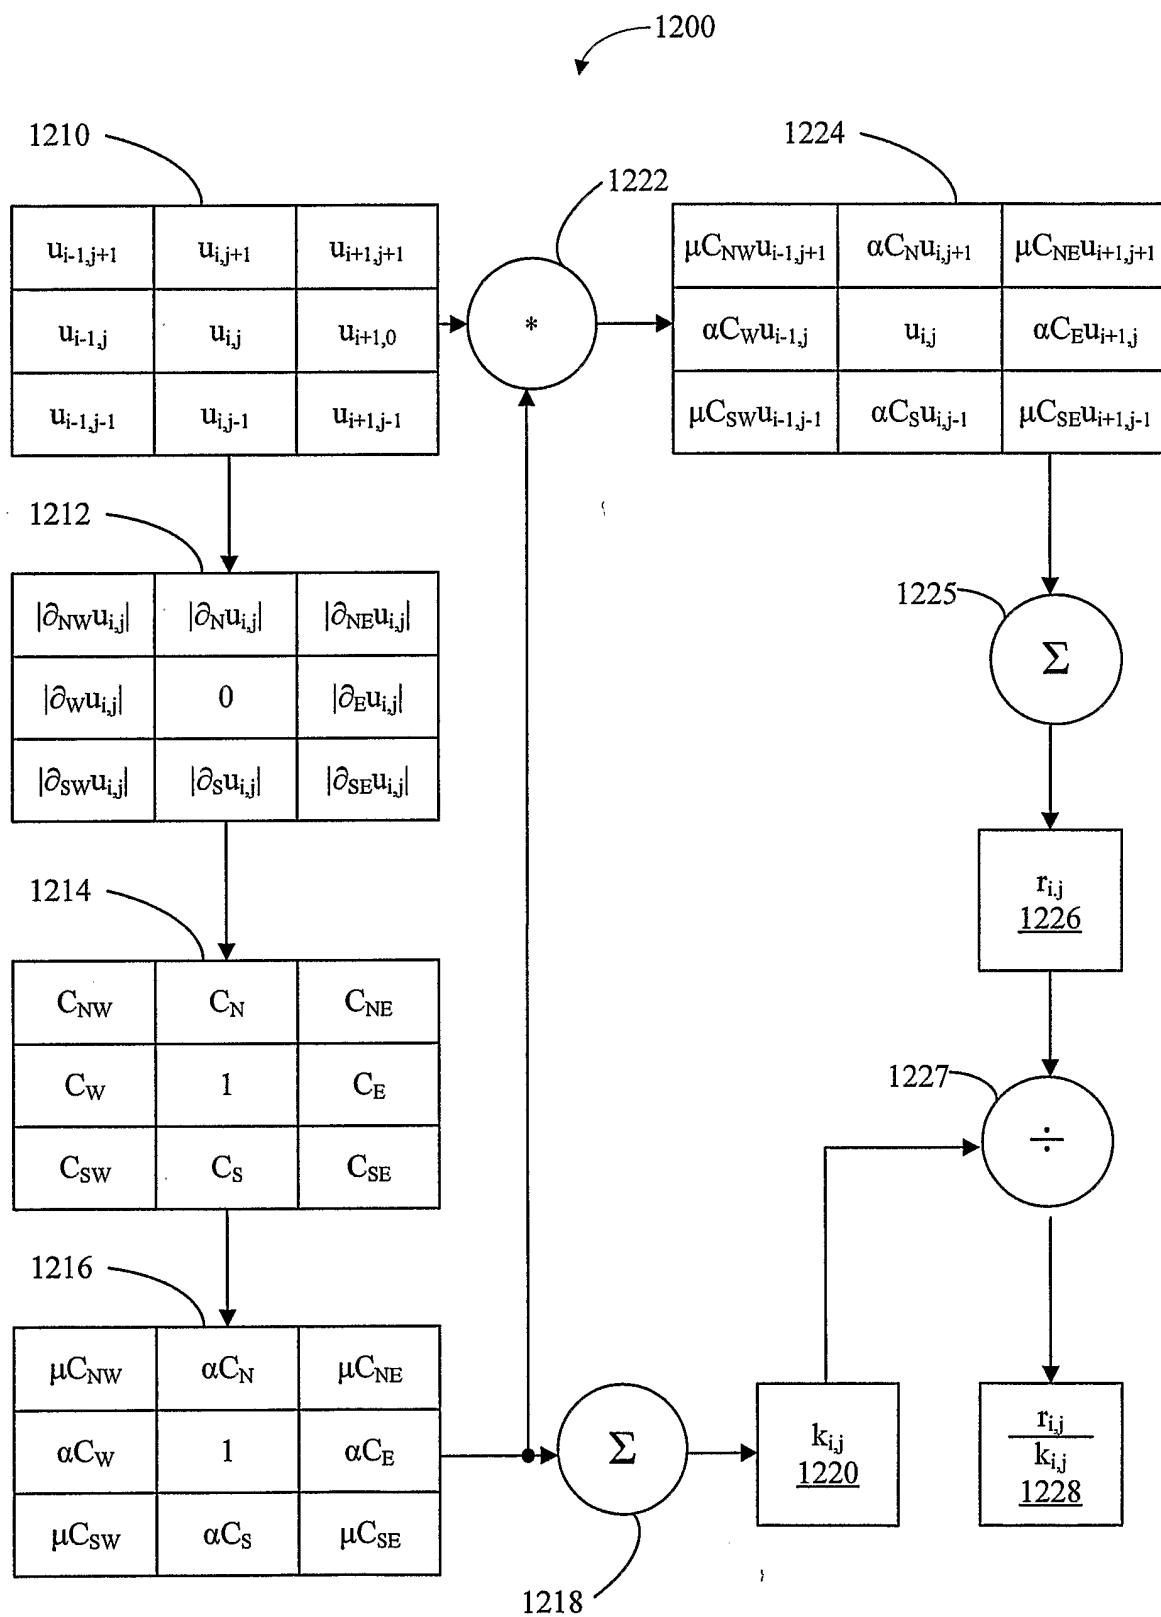 1200
1210
1222
1224
u_{i-1,j+1} u_{i,j+1} u_{i+1,j+1}
u_{i-1,j} u_{i,j} u_{i+1,0}
u_{i-1,j-1} u_{i,j-1} u_{i+1,j-1}
*
μC_{NW}u_{i-1,j+1} αC_{N}u_{i,j+1} μC_{NE}u_{i+1,j+1}
αC_{W}u_{i-1,j} u_{i,j} αC_{E}u_{i+1,j}
μC_{SW}u_{i-1,j-1} αC_{S}u_{i,j-1} μC_{SE}u_{i+1,j-1}
1212
|∂_{NW}u_{i,j}| |∂_{N}u_{i,j}| |∂_{NE}u_{i,j}|
|∂_{W}u_{i,j}| 0 |∂_{E}u_{i,j}|
|∂_{SW}u_{i,j}| |∂_{S}u_{i,j}| |∂_{SE}u_{i,j}|
1225
Σ
1214
C_{NW} C_{N} C_{NE}
C_{W} 1 C_{E}
C_{SW} C_{S} C_{SE}
r_{i.j}
1226
1227
÷
1216
μC_{NW} αC_{N} μC_{NE}
αC_{W} 1 αC_{E}
μC_{SW} αC_{S} μC_{SE}
Σ
1218
k_{i,j}
1220
r_{i,j}
k_{i,j}
1228